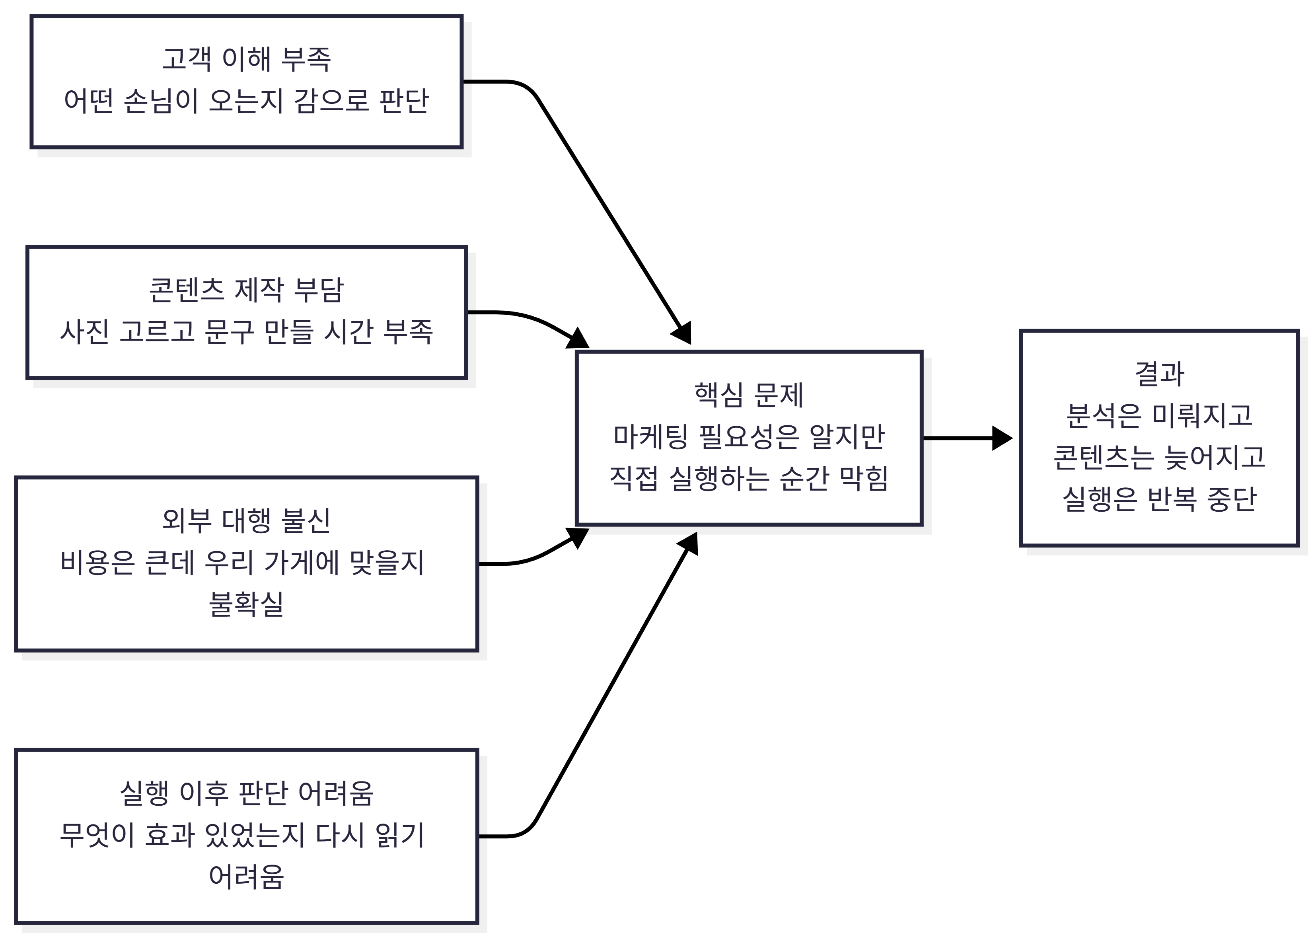 고객 이해 부족
어떤 손님이 오는지 감으로 판단
콘텐츠 제작 부담
사진 고르고 문구 만들 시간 부족
외부 대행 불신
비용은 큰데 우리 가게에 맞을지
불확실
실행 이후 판단 어려움
무엇이 효과 있었는지 다시 읽기
어려움
핵심 문제
마케팅 필요성은 알지만
직접 실행하는 순간 막힘
결과
분석은 미뤄지고
콘텐츠는 늦어지고
실행은 반복 중단